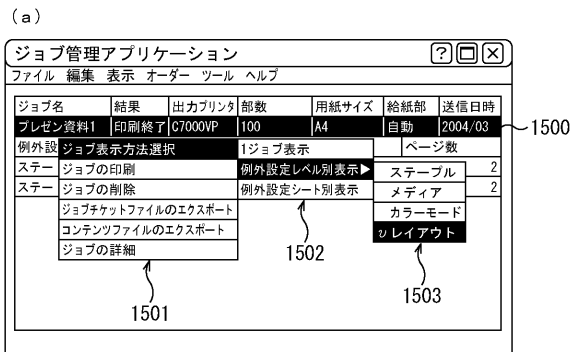 (a)
ジョブ管理アプリケーション ?
ファイル 編集 表示 オーダー ツール ヘルプ
ジョブ名 結果 出力プリンタ 部数 用紙サイズ 給紙部 送信日時
プレゼン資料1 印刷終了 C7000VP 100 A4 自動 2004/03
1500
例外設 ジョブ表示方法選択 1ジョブ表示 ページ数
ステー ジョブの印刷 例外設定レベル別表示▶ ステープル 2
ステー ジョブの削除 例外設定シート別表示 メディア 2
ジョブチケットファイルのエクスポート カラーモード
コンテンツファイルのエクスポート レイアウト
ジョブの詳細
1502
1503
1501